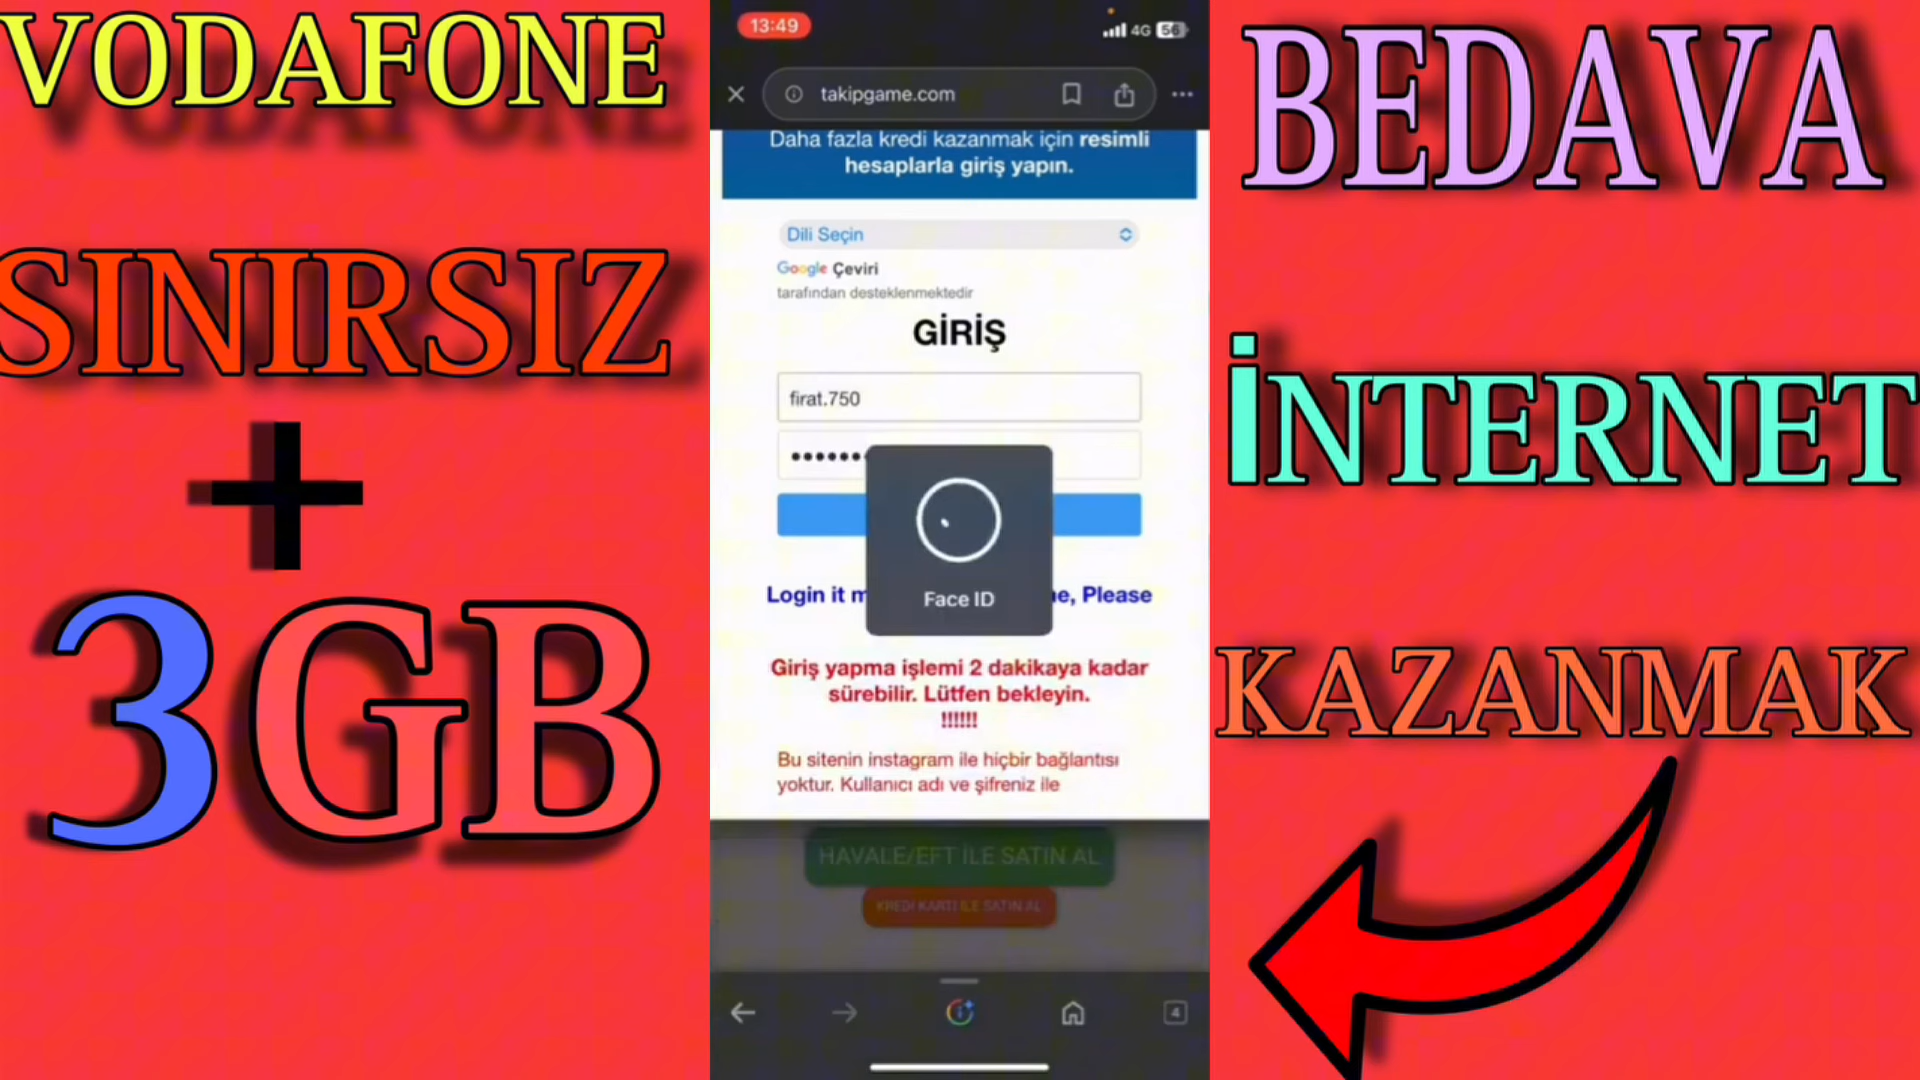 VODAFONE
SINIRSIZ
+
3GB
13:49
4G
56
takipgame.com
Daha fazla kredi kazanmak için resimli
hesaplarla giriş yapın.
Dili Seçin
Google Çeviri
tarafından desteklenmektedir
GİRİŞ
firat.750
Face ID
Login it m
e, Please
Giriş yapma işlemi 2 dakikaya kadar
sürebilir. Lütfen bekleyin.
!!!!!!
Bu sitenin instagram ile hiçbir bağlantısı
yoktur. Kullanıcı adı ve şifreniz ile
HAVALE/EFT İLE SATIN AL
KREDİ KARTI İLE SATIN AL
4
BEDAVA
İNTERNET
KAZANMAK